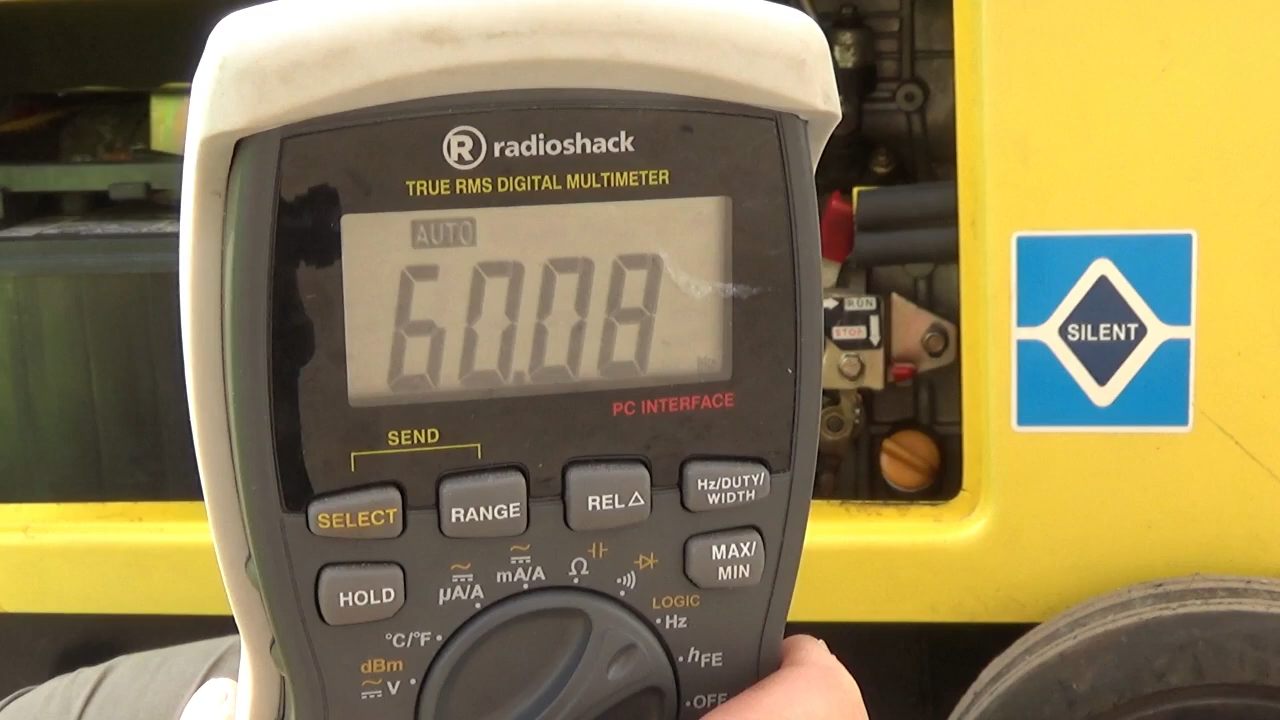 R radioshack
TRUE RMS DIGITAL MULTIMETER
AUTO
60.08
Hz
PC INTERFACE
SEND
SELECT
RANGE
REL △
Hz/DUTY/
WIDTH
HOLD
MAX/
MIN
µA/A
mA/A
Ω
LOGIC
Hz
°C/°F
hFE
dBm
V
OFF
RUN
STOP
SILENT